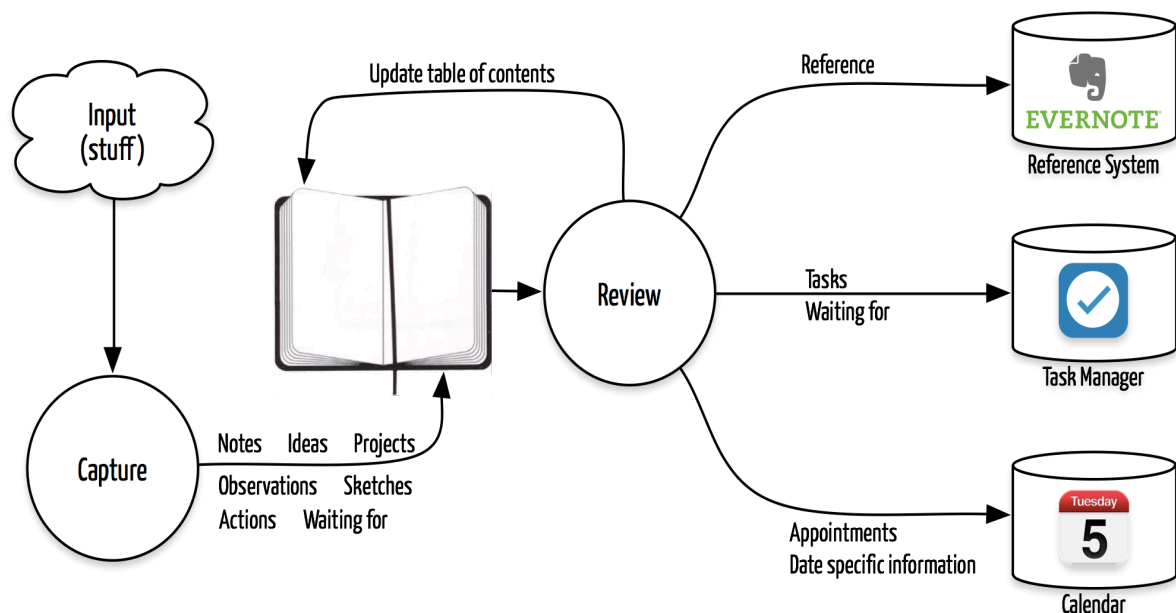 Input
(stuff)
Capture
Notes Ideas Projects
Observations Sketches
Actions Waiting for
Update table of contents
Review
Reference
EVERNOTE
Reference System
Tasks
Waiting for
Task Manager
Appointments
Date specific information
Tuesday
5
Calendar